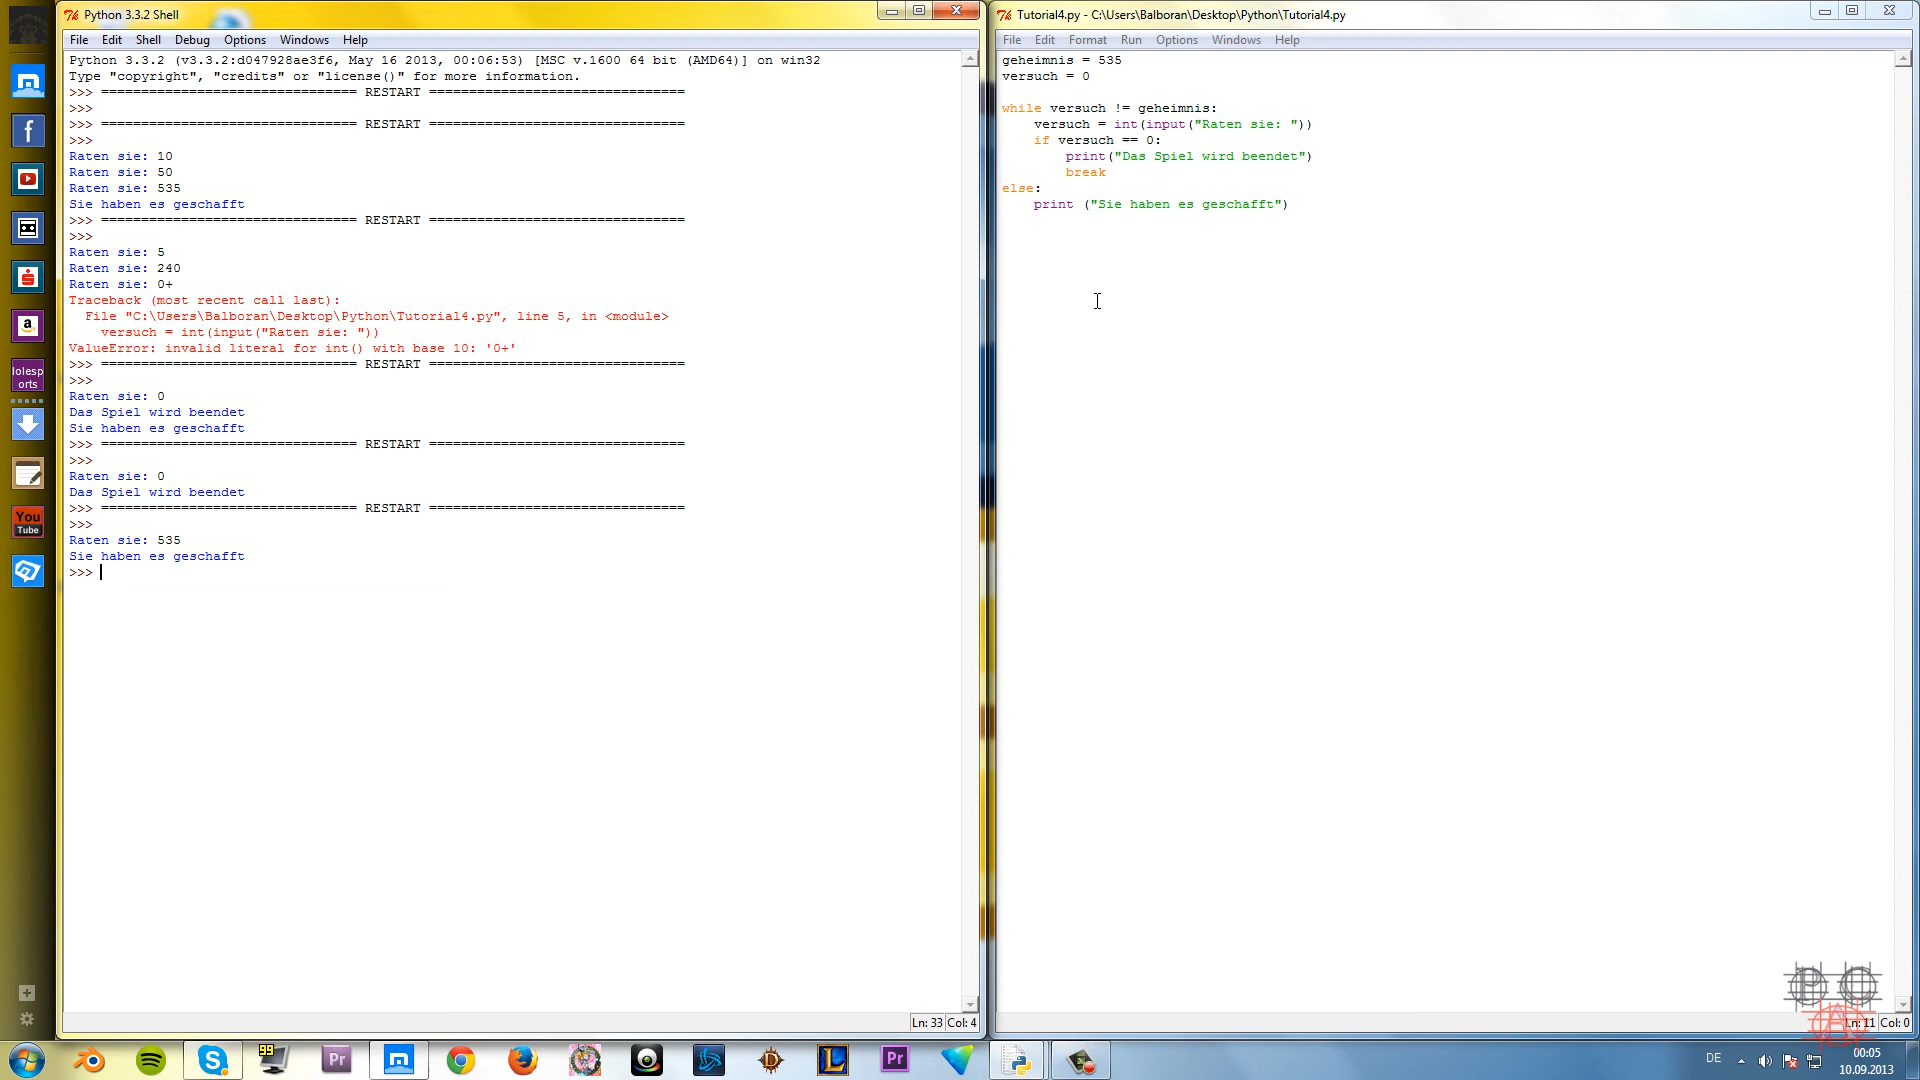 Python 3.3.2 Shell
File Edit Shell Debug Options Windows Help
Python 3.3.2 (v3.3.2:d047928ae3f6, May 16 2013, 00:06:53) [MSC v.1600 64 bit (AMD64)] on win32
Type "copyright", "credits" or "license()" for more information.
>>> ================================ RESTART ================================
>>>
>>> ================================ RESTART ================================
>>>
Raten sie: 10
Raten sie: 50
Raten sie: 535
Sie haben es geschafft
>>> ================================ RESTART ================================
>>>
Raten sie: 5
Raten sie: 240
Raten sie: 0+
Traceback (most recent call last):
  File "C:\Users\Balboran\Desktop\Python\Tutorial4.py", line 5, in <module>
    versuch = int(input("Raten sie: "))
ValueError: invalid literal for int() with base 10: '0+'
>>> ================================ RESTART ================================
>>>
Raten sie: 0
Das Spiel wird beendet
Sie haben es geschafft
>>> ================================ RESTART ================================
>>>
Raten sie: 0
Das Spiel wird beendet
>>> ================================ RESTART ================================
>>>
Raten sie: 535
Sie haben es geschafft
>>>
Ln: 33 Col: 4
Tutorial4.py - C:\Users\Balboran\Desktop\Python\Tutorial4.py
File Edit Format Run Options Windows Help
geheimnis = 535
versuch = 0
while versuch != geheimnis:
    versuch = int(input("Raten sie: "))
    if versuch == 0:
        print("Das Spiel wird beendet")
        break
else:
    print ("Sie haben es geschafft")
Ln: 11 Col: 0
lolesp
orts
You
Tube
99
Pr
Pr
DE
00:05
10.09.2013